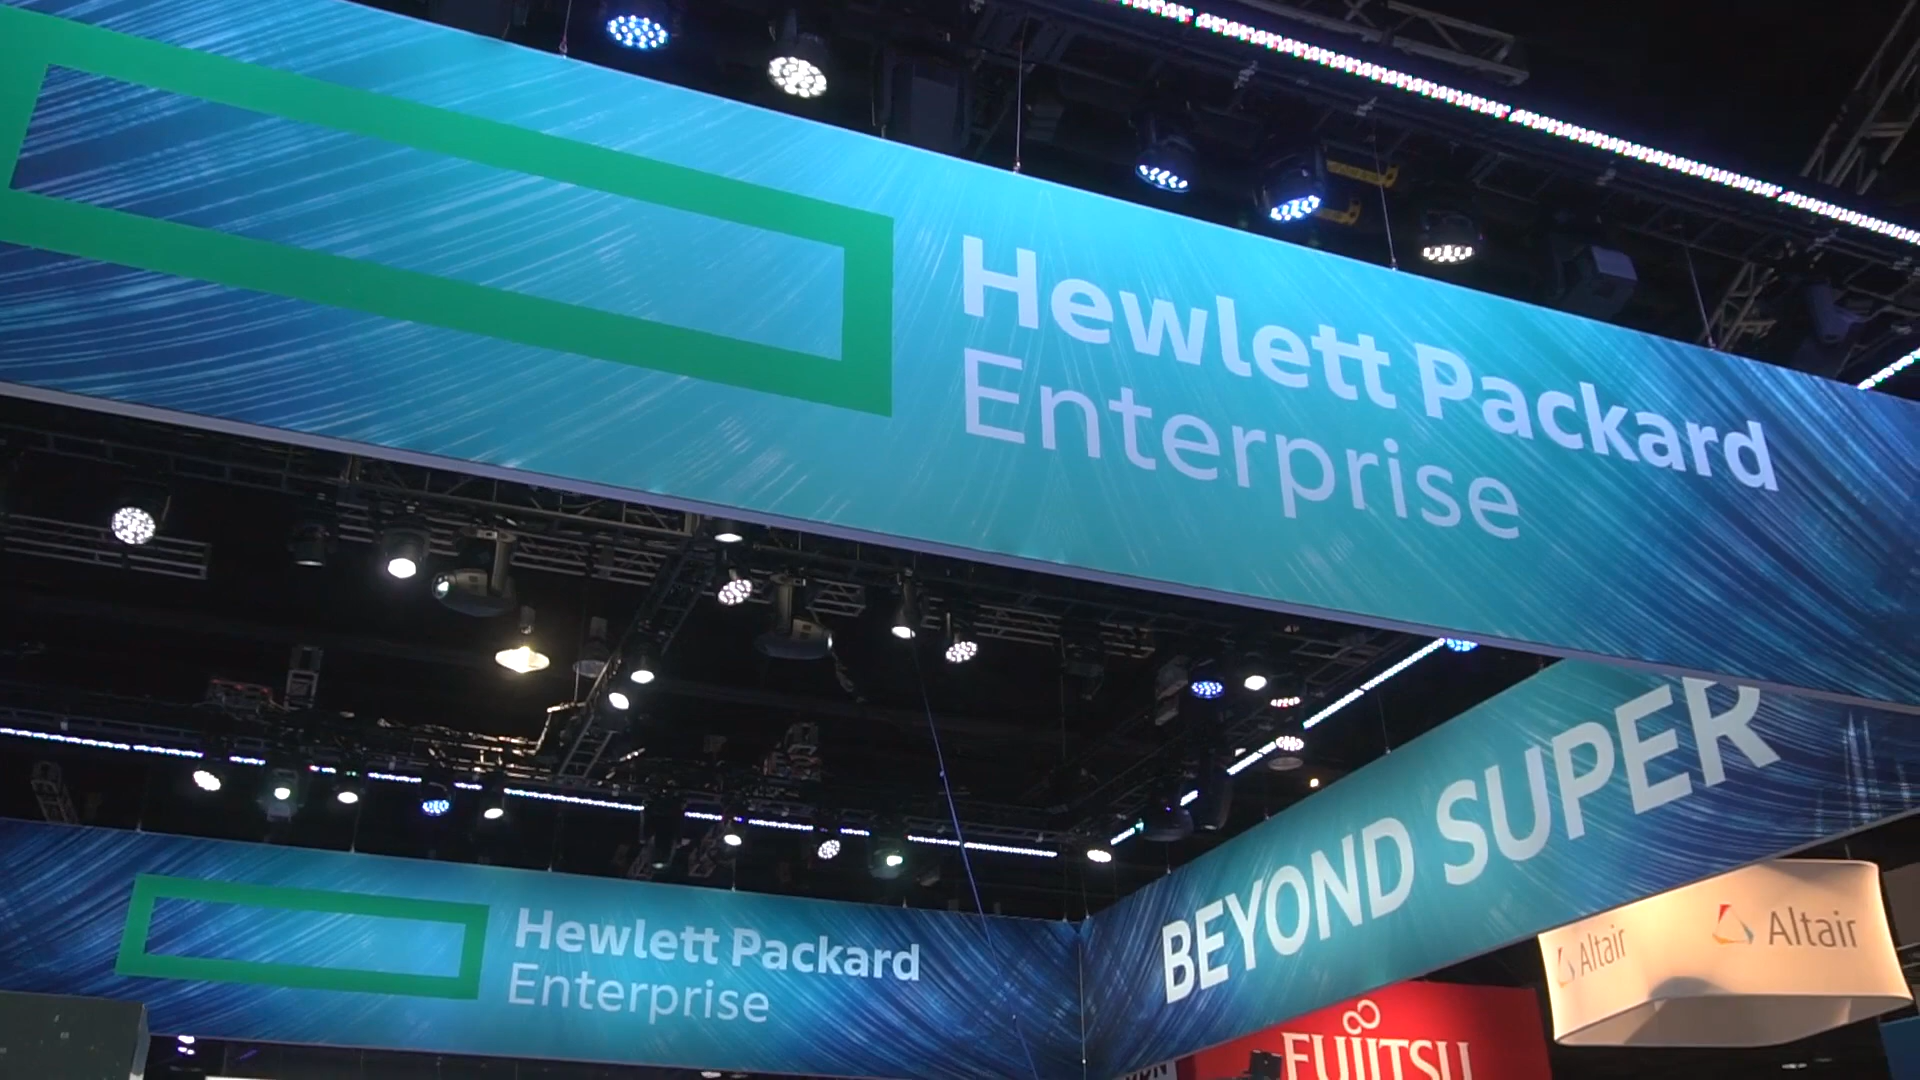 Hewlett Packard
Enterprise
BEYOND SUPER
Hewlett Packard
Enterprise
Altair
Altair
FUJITSU